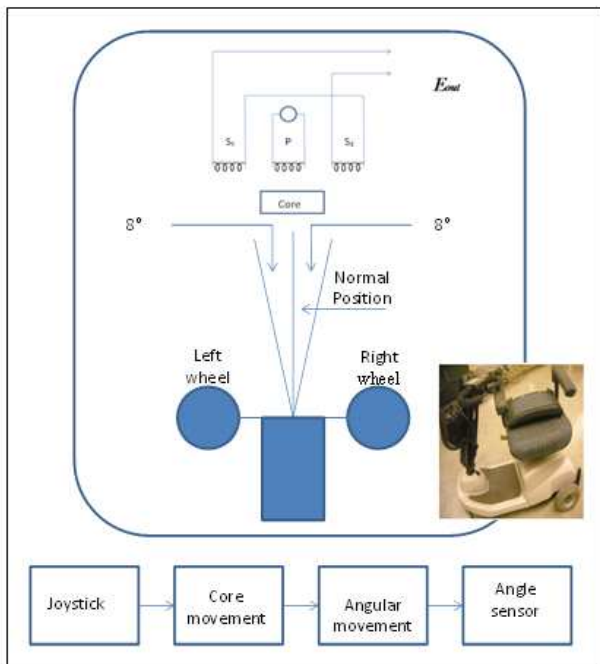 Eout
S₁ P S₂
Core
8° 8°
Normal
Position
Left
wheel
Right
wheel
Joystick
Core
movement
Angular
movement
Angle
sensor